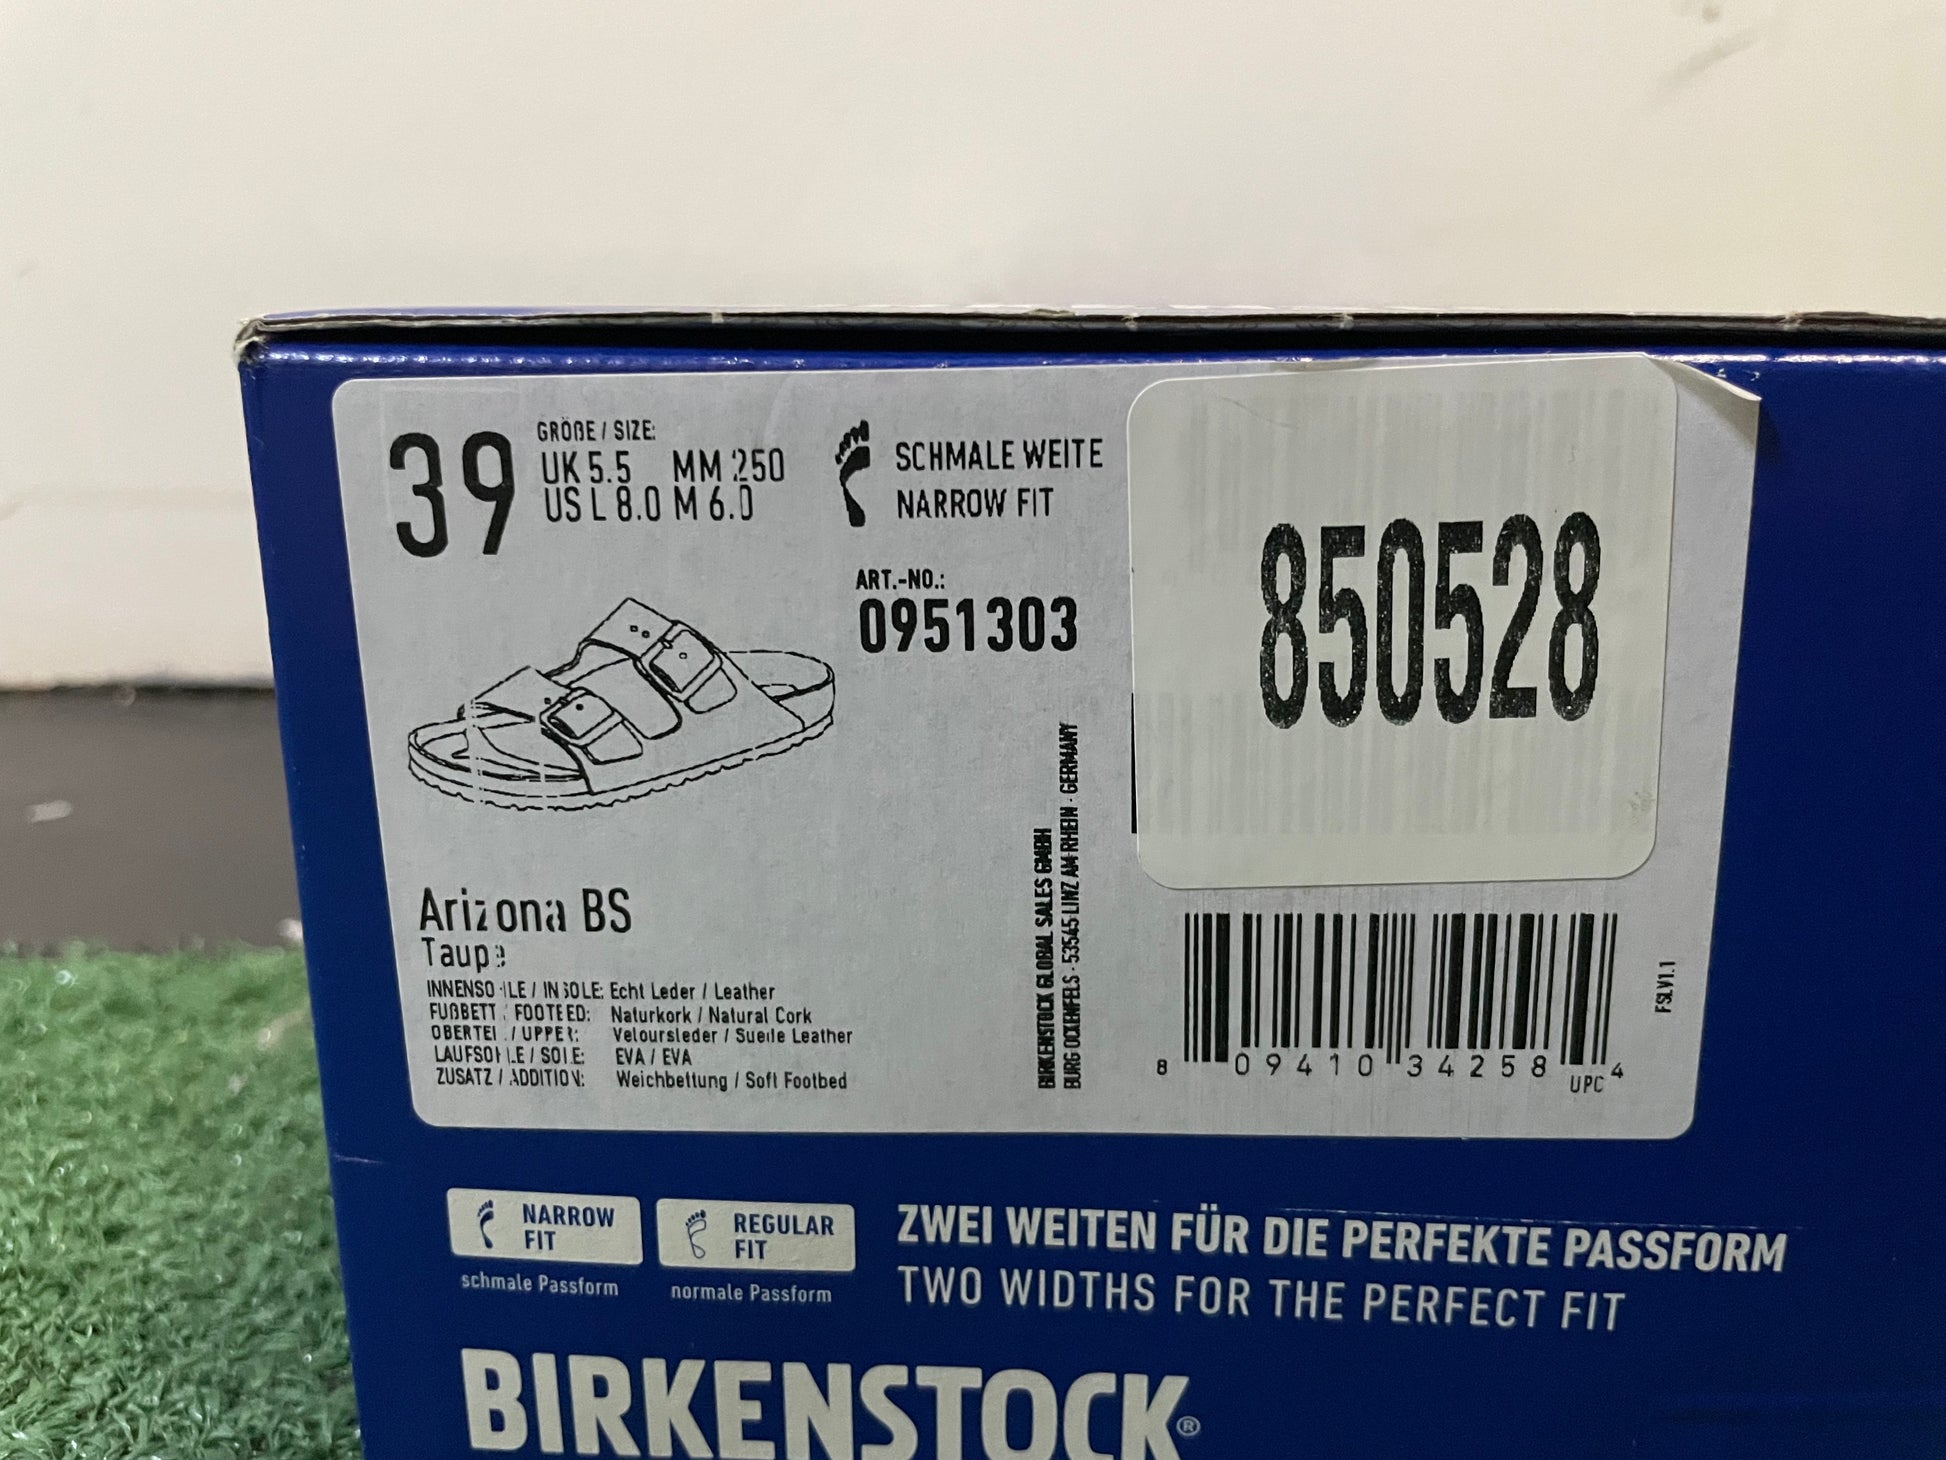 39
GRÖßE / SIZE:
UK 5.5 MM 250
US L 8.0 M 6.0
SCHMALE WEITE
NARROW FIT
ART.-NO.:
0951303
850528
Arizona BS
Taupe
INNENSOHLE / INSOLE: Echt Leder / Leather
FUßBETT / FOOTBED: Naturkork / Natural Cork
OBERTEIL / UPPER: Veloursleder / Suede Leather
LAUFSOHLE / SOLE: EVA / EVA
ZUSATZ / ADDITION: Weichbettung / Soft Footbed
BIRKENSTOCK GLOBAL SALES GMBH
BURG OCKENFELS · 53545 LINZ AM RHEIN · GERMANY
8 09410 34258 4
UPC
FSLV1.1
NARROW
FIT
schmale Passform
REGULAR
FIT
normale Passform
ZWEI WEITEN FÜR DIE PERFEKTE PASSFORM
TWO WIDTHS FOR THE PERFECT FIT
BIRKENSTOCK®